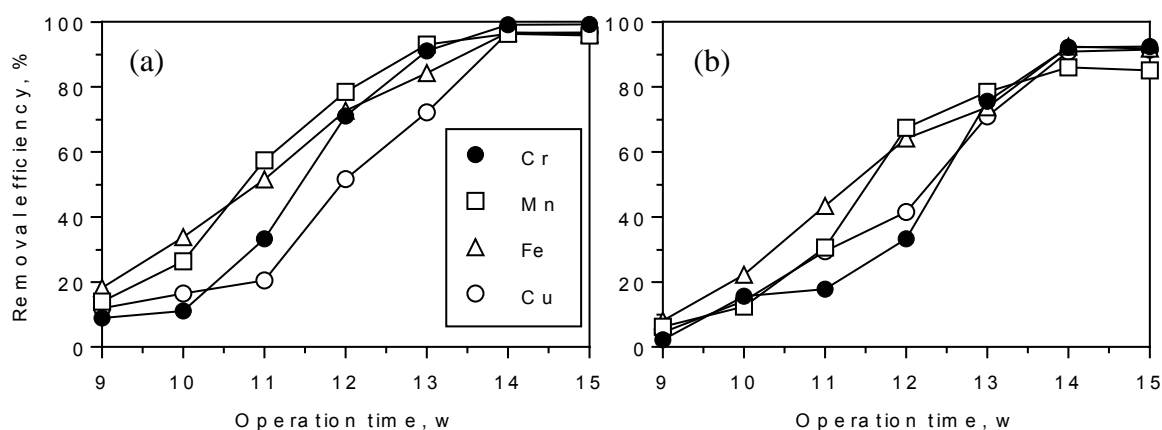 Removal efficiency, %
100
80
60
40
20
0
(a)
Cr
Mn
Fe
Cu
9 10 11 12 13 14 15
Operation time, w
100
80
60
40
20
0
(b)
9 10 11 12 13 14 15
Operation time, w